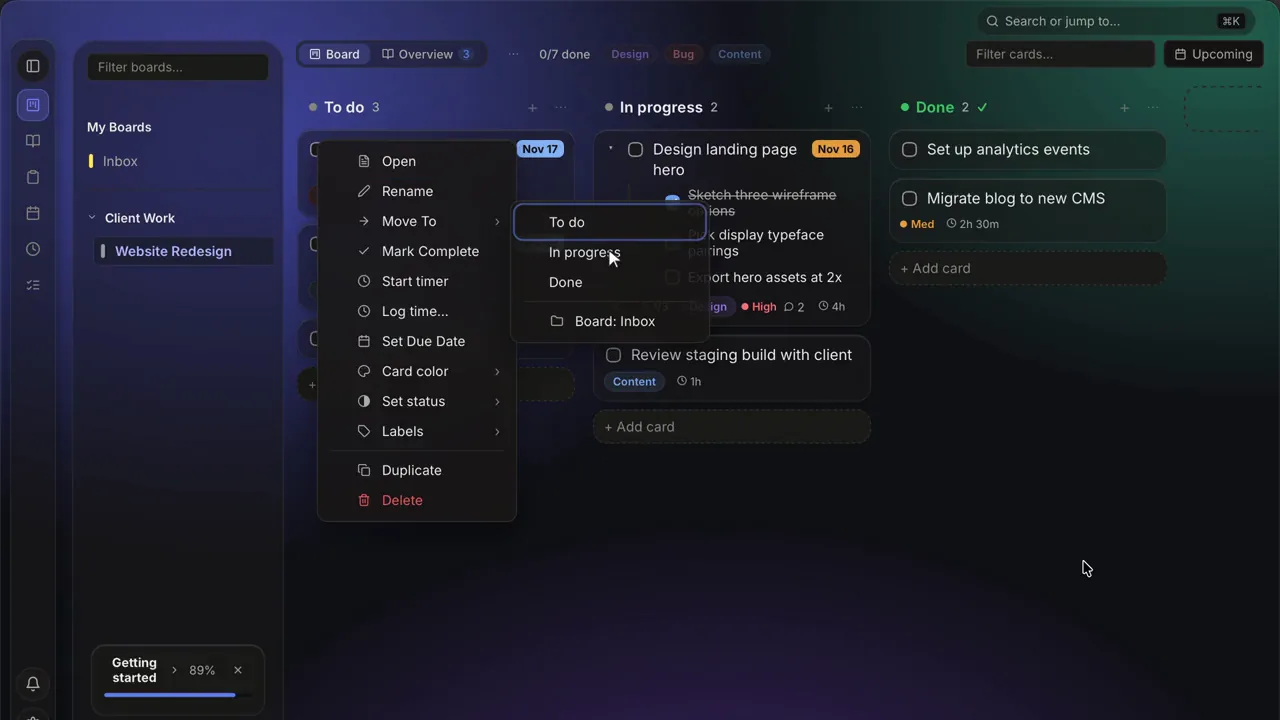 Search or jump to... ⌘K
Filter boards...
Board
Overview 3
...
0/7 done
Design
Bug
Content
Filter cards...
Upcoming
My Boards
Inbox
Client Work
Website Redesign
Getting
started
89%
To do 3
Nov 17
Open
Rename
Move To
Mark Complete
Start timer
Log time...
Set Due Date
Card color
Set status
Labels
Duplicate
Delete
To do
In progress
Done
Board: Inbox
In progress 2
Design landing page
hero
Nov 16
Sketch three wireframe
options
display typeface
pairings
Export hero assets at 2x
High 2 4h
Review staging build with client
Content 1h
+ Add card
Done 2
Set up analytics events
Migrate blog to new CMS
Med 2h 30m
+ Add card